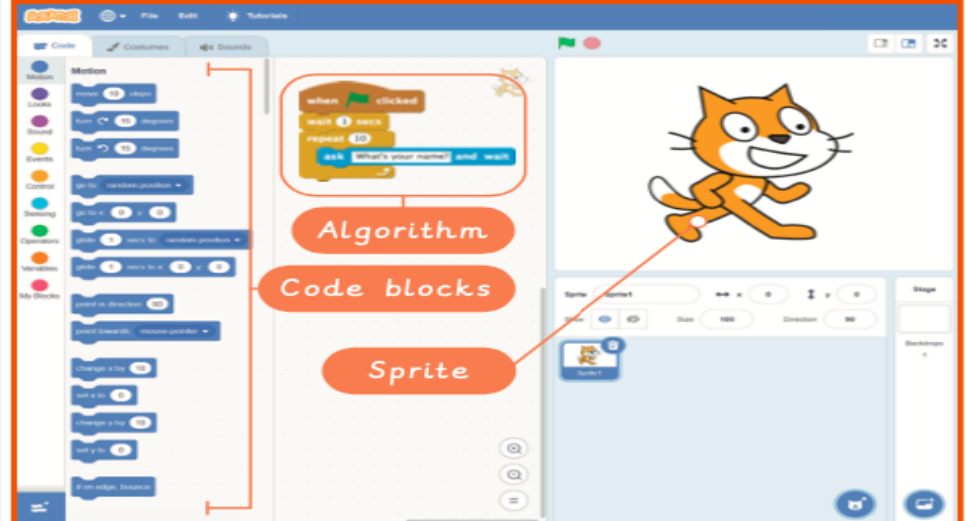 SCRATCH
File Edit Tutorials
Code Costumes Sounds
Motion
Looks
Sound
Events
Control
Sensing
Operators
Variables
My Blocks
Motion
move 10 steps
turn 15 degrees
turn 15 degrees
go to random position
go to x: 0 y: 0
glide 1 secs to random position
glide 1 secs to x: 0 y: 0
point in direction 90
point towards mouse-pointer
change x by 10
set x to 0
change y by 10
set y to 0
if on edge, bounce
when clicked
wait 1 secs
repeat 10
ask What's your name? and wait
Algorithm
Code blocks
Sprite
Sprite Sprite1 x 0 y 0
Show Size 100 Direction 90
Sprite1
Stage
Backdrops
1